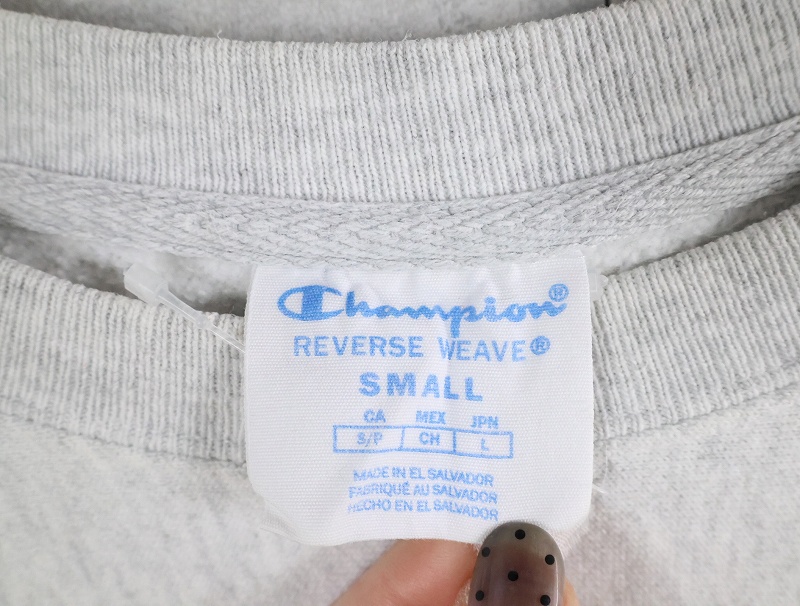 Champion®
REVERSE WEAVE®
SMALL
CA MEX JPN
S/P CH L
MADE IN EL SALVADOR
FABRIQUÉ AU SALVADOR
HECHO EN EL SALVADOR